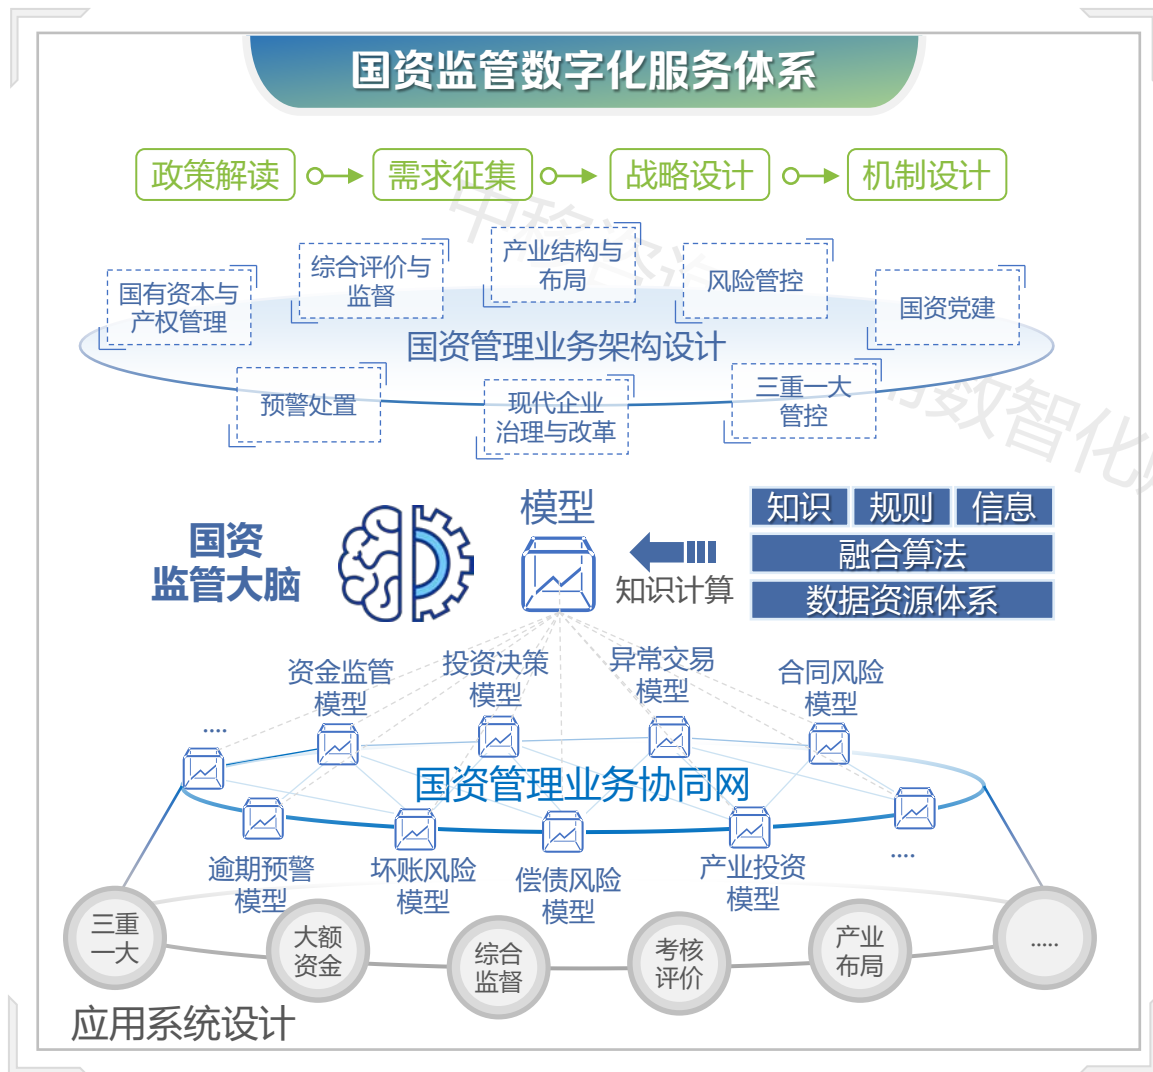 国资监管数字化服务体系
政策解读
需求征集
战略设计
机制设计
国有资本与
产权管理
综合评价与
监督
产业结构与
布局
风险管控
国资党建
国资管理业务架构设计
预警处置
现代企业
治理与改革
三重一大
管控
国资
监管大脑
模型
知识计算
知识
规则
信息
融合算法
数据资源体系
资金监管
模型
投资决策
模型
异常交易
模型
合同风险
模型
....
国资管理业务协同网
逾期预警
模型
坏账风险
模型
偿债风险
模型
产业投资
模型
....
三重
一大
大额
资金
综合
监督
考核
评价
产业
布局
.....
应用系统设计
中移咨询
数智化